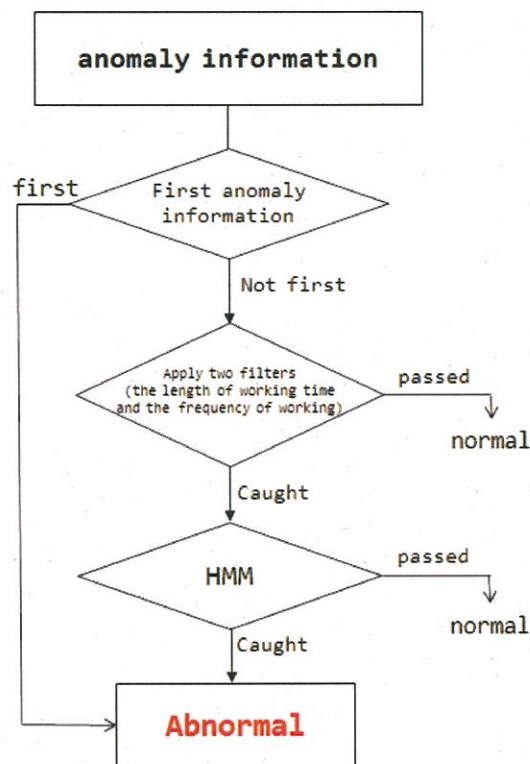 anomaly information
first
First anomaly
information
Not first
Apply two filters
(the length of working time
and the frequency of working)
passed
normal
Caught
HMM
passed
normal
Caught
Abnormal